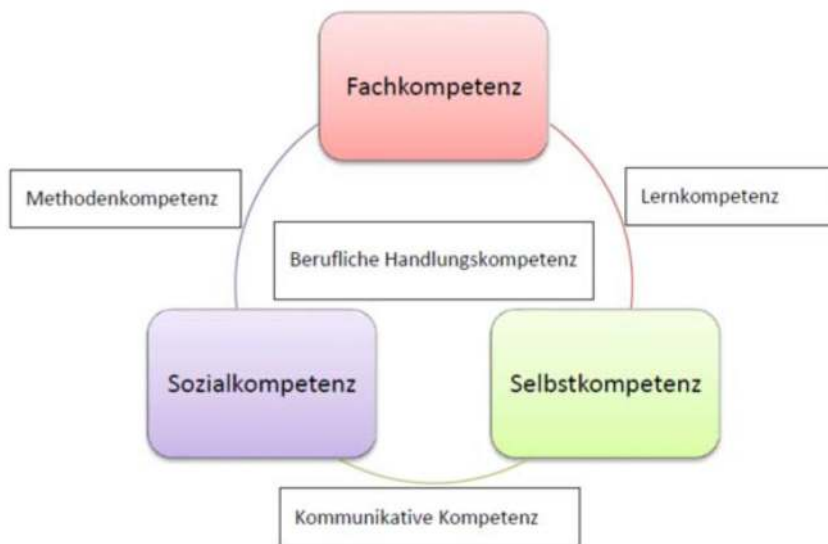 Fachkompetenz
Methodenkompetenz
Lernkompetenz
Berufliche Handlungskompetenz
Sozialkompetenz
Selbstkompetenz
Kommunikative Kompetenz